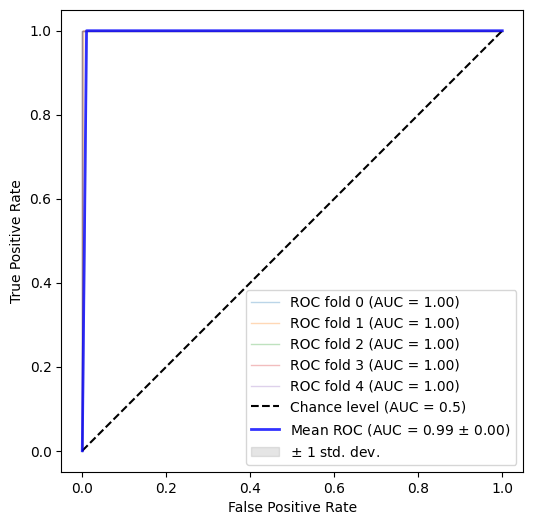 1.0
0.8
0.6
0.4
0.2
0.0
True Positive Rate
ROC fold 0 (AUC = 1.00)
ROC fold 1 (AUC = 1.00)
ROC fold 2 (AUC = 1.00)
ROC fold 3 (AUC = 1.00)
ROC fold 4 (AUC = 1.00)
Chance level (AUC = 0.5)
Mean ROC (AUC = 0.99 ± 0.00)
± 1 std. dev.
0.0 0.2 0.4 0.6 0.8 1.0
False Positive Rate